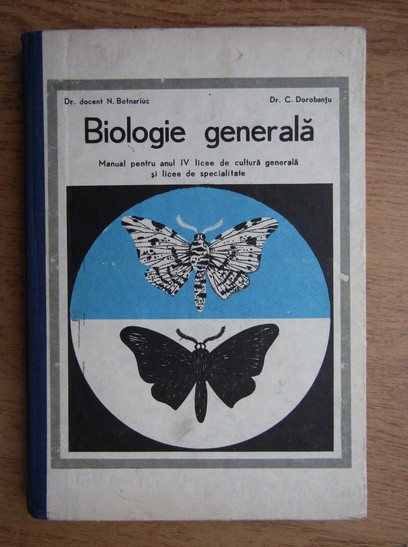 Dr. docent N. Botnariuc Dr. C. Dorobanțu
Biologie generală
Manual pentru anul IV licee de cultură generală
și licee de specialitate